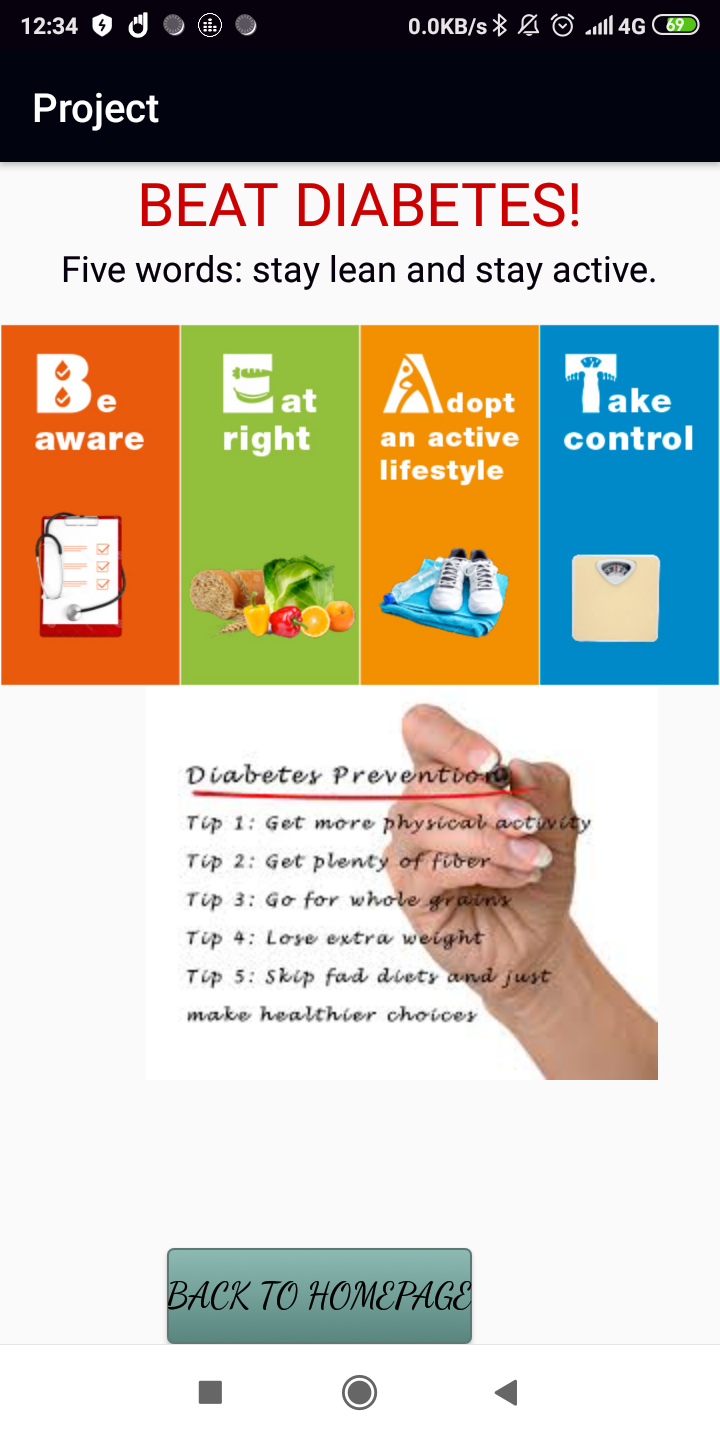 12:34 0.0KB/s 4G 69
Project
BEAT DIABETES!
Five words: stay lean and stay active.
Be
aware
Eat
right
Adopt
an active
lifestyle
Take
control
Diabetes Prevention
Tip 1: Get more physical activity
Tip 2: Get plenty of fiber
Tip 3: Go for whole grains
Tip 4: Lose extra weight
Tip 5: Skip fad diets and just
make healthier choices
BACK TO HOMEPAGE